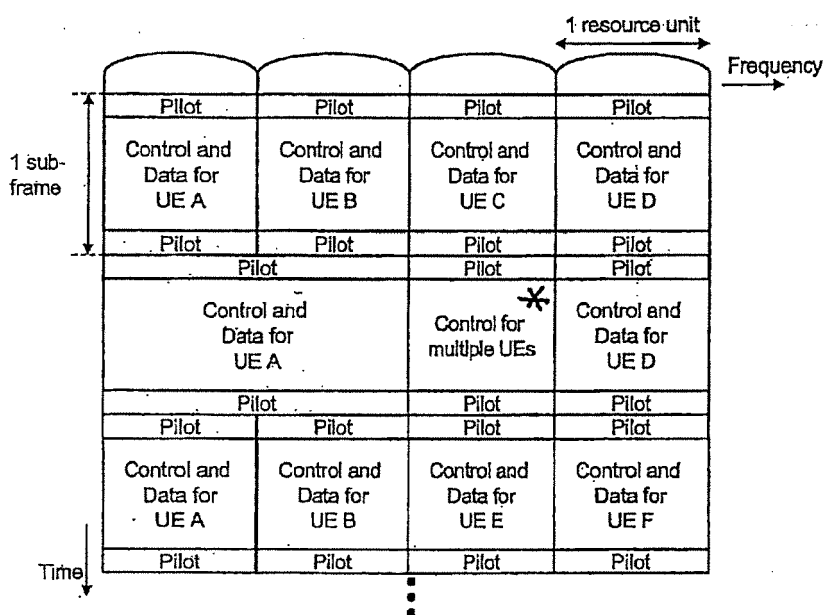 1 resource unit
Frequency
Pilot Pilot Pilot Pilot
1 sub-
frame
Control and Data for UE A
Control and Data for UE B
Control and Data for UE C
Control and Data for UE D
Pilot Pilot Pilot Pilot
Pilot Pilot Pilot
Control and
Data for
UE A
Control for
multiple UEs
*
Control and
Data for
UE D
Pilot Pilot Pilot
Pilot Pilot Pilot Pilot
Control and
Data for
UE A
Control and
Data for
UE B
Control and
Data for
UE E
Control and
Data for
UE F
Time
Pilot Pilot Pilot Pilot